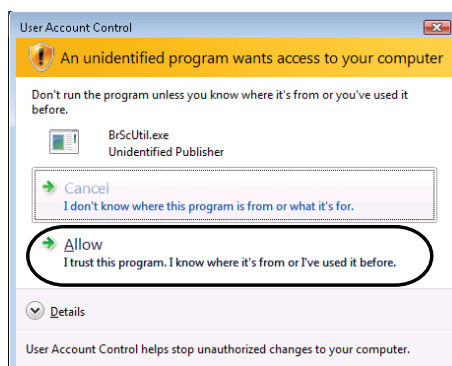 User Account Control
An unidentified program wants access to your computer
Don't run the program unless you know where it's from or you've used it
before.
BrScUtil.exe
Unidentified Publisher
Cancel
I don't know where this program is from or what it's for.
Allow
I trust this program. I know where it's from or I've used it before.
Details
User Account Control helps stop unauthorized changes to your computer.